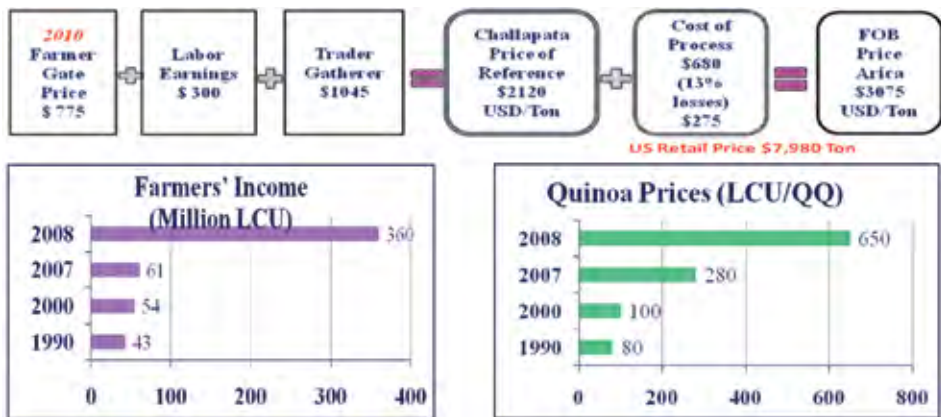 2010
Farmer
Gate
Price
$ 775
Labor
Earnings
$ 300
Trader
Gatherer
$1045
Challapata
Price of
Reference
$2120
USD/Ton
Cost of
Process
$680
(13%
losses)
$275
FOB
Price
Arica
$3075
USD/Ton
US Retail Price $7,980 Ton
Farmers' Income
(Million LCU)
2008 360
2007 61
2000 54
1990 43
0 100 200 300 400
Quinoa Prices (LCU/QQ)
2008 650
2007 280
2000 100
1990 80
0 200 400 600 800